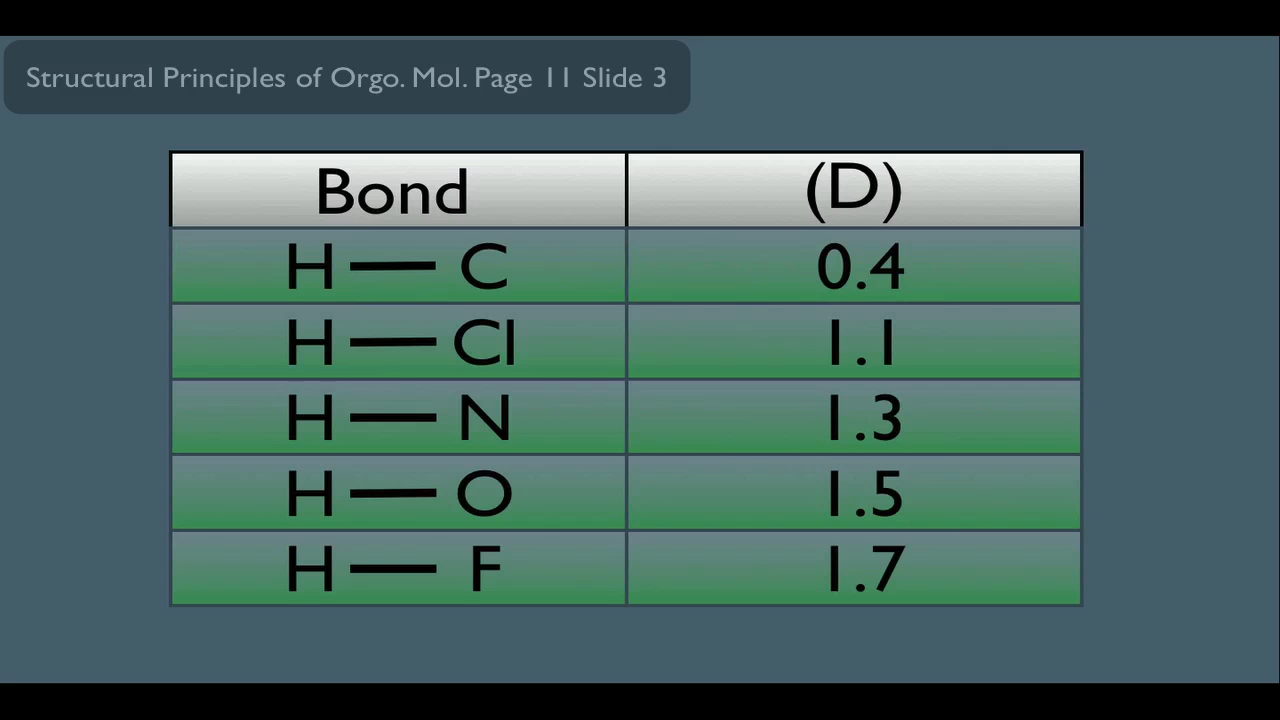 Structural Principles of Orgo. Mol. Page 11 Slide 3
Bond (D)
H — C 0.4
H — Cl 1.1
H — N 1.3
H — O 1.5
H — F 1.7